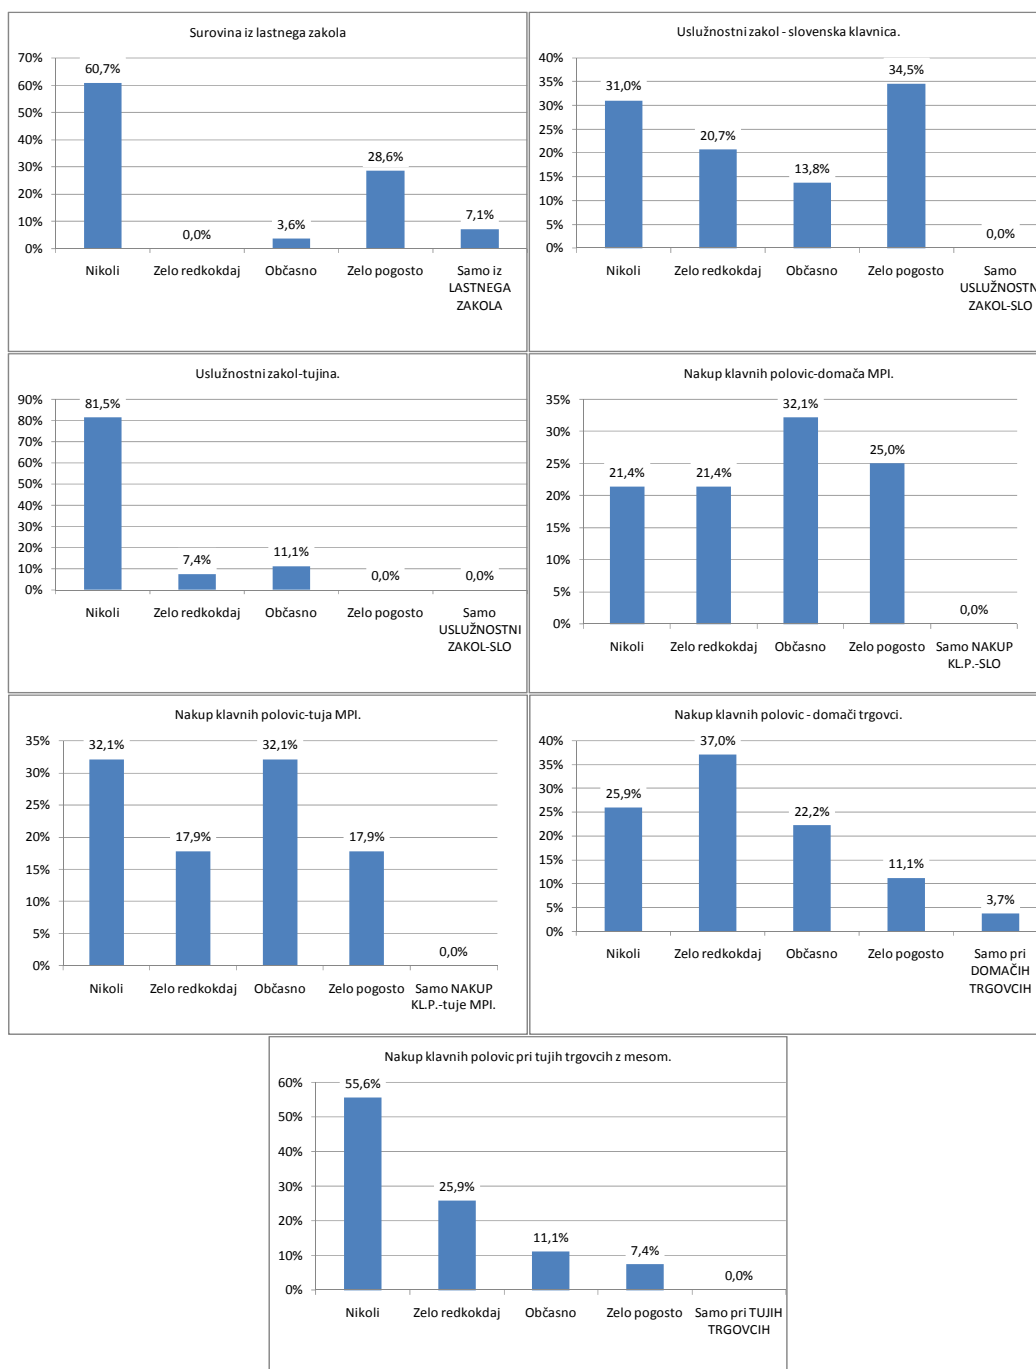 Surovina iz lastnega zakola
70%
60%
50%
40%
30%
20%
10%
0%
60,7%
0,0%
3,6%
28,6%
7,1%
Nikoli
Zelo redkokdaj
Občasno
Zelo pogosto
Samo iz
LASTNEGA
ZAKOLA
Uslužnostni zakol - slovenska klavnica.
40%
35%
30%
25%
20%
15%
10%
5%
0%
31,0%
20,7%
13,8%
34,5%
0,0%
Nikoli
Zelo redkokdaj
Občasno
Zelo pogosto
Samo
USLUŽNOSTN
ZAKOL-SLO
Uslužnostni zakol-tujina.
90%
80%
70%
60%
50%
40%
30%
20%
10%
0%
81,5%
7,4%
11,1%
0,0%
0,0%
Nikoli
Zelo redkokdaj
Občasno
Zelo pogosto
Samo
USLUŽNOSTNI
ZAKOL-SLO
Nakup klavnih polovic-domača MPI.
35%
30%
25%
20%
15%
10%
5%
0%
21,4%
21,4%
32,1%
25,0%
0,0%
Nikoli
Zelo redkokdaj
Občasno
Zelo pogosto
Samo NAKUP
KL.P.-SLO
Nakup klavnih polovic-tuja MPI.
35%
30%
25%
20%
15%
10%
5%
0%
32,1%
17,9%
32,1%
17,9%
0,0%
Nikoli
Zelo redkokdaj
Občasno
Zelo pogosto
Samo NAKUP
KL.P.-tuje MPI.
Nakup klavnih polovic - domači trgovci.
40%
35%
30%
25%
20%
15%
10%
5%
0%
25,9%
37,0%
22,2%
11,1%
3,7%
Nikoli
Zelo redkokdaj
Občasno
Zelo pogosto
Samo pri
DOMAČIH
TRGOVCIH
Nakup klavnih polovic pri tujih trgovcih z mesom.
60%
50%
40%
30%
20%
10%
0%
55,6%
25,9%
11,1%
7,4%
0,0%
Nikoli
Zelo redkokdaj
Občasno
Zelo pogosto
Samo pri TUJIH
TRGOVCIH